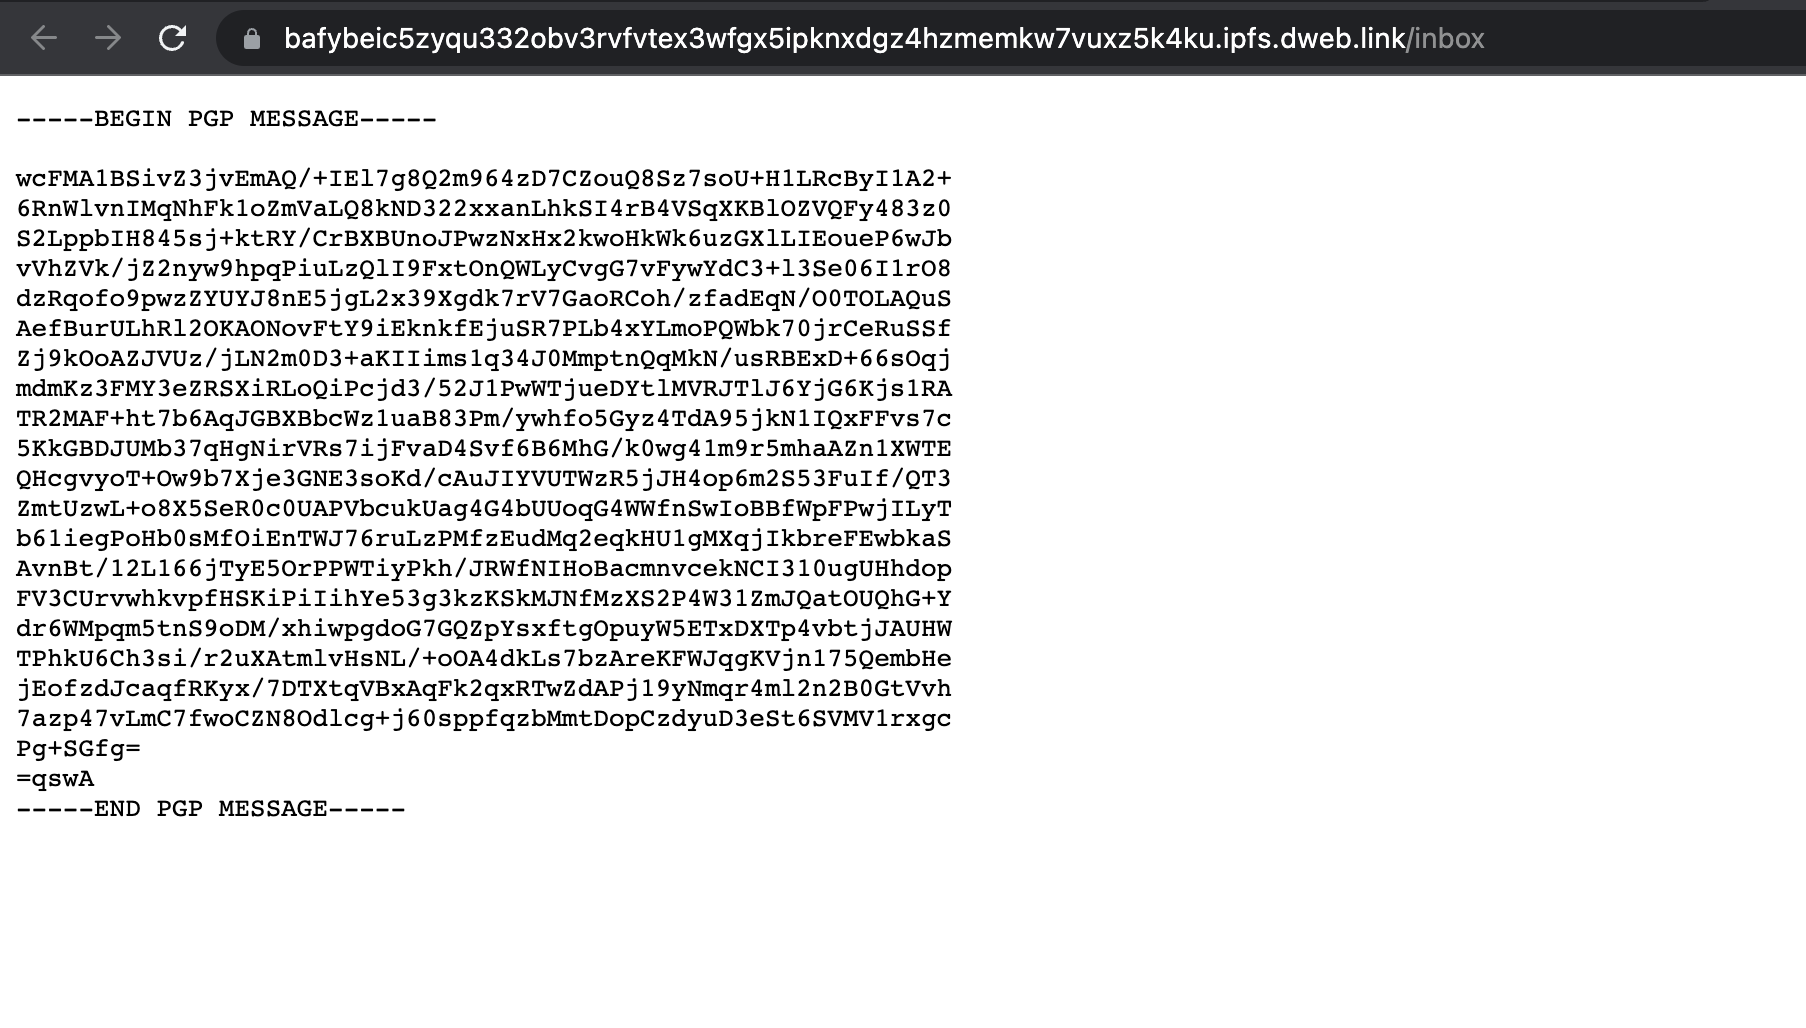 bafybeic5zyqu332obv3rvfvtex3wfgx5ipknxdgz4hzmemkw7vuxz5k4ku.ipfs.dweb.link/inbox
-----BEGIN PGP MESSAGE-----
wcFMA1BSivZ3jvEmAQ/+IEl7g8Q2m964zD7CZouQ8Sz7soU+H1LRcByI1A2+
6RnWlvnIMqNhFk1oZmVaLQ8kND322xxanLhkSI4rB4VSqXKBlOZVQFy483z0
S2LppbIH845sj+ktRY/CrBXBUnoJPwzNxHx2kwoHkWk6uzGXlLIEoueP6wJb
vVhZVk/jZ2nyw9hpqPiuLzQlI9FxtOnQWLyCvgG7vFywYdC3+l3Se06I1rO8
dzRqofo9pwzZYUYJ8nE5jgL2x39Xgdk7rV7GaoRCoh/zfadEqN/O0TOLAQuS
AefBurULhRl2OKAONovFtY9iEknkfEjuSR7PLb4xYLmoPQWbk70jrCeRuSSf
Zj9kOoAZJVUz/jLN2m0D3+aKIIims1q34J0MmptnQqMkN/usRBExD+66sOqj
mdmKz3FMY3eZRSXiRLoQiPcjd3/52J1PwWTjueDYtlMVRJTlJ6YjG6Kjs1RA
TR2MAF+ht7b6AqJGBXBbcWz1uaB83Pm/ywhfo5Gyz4TdA95jkN1IQxFFvs7c
5KkGBDJUMb37qHgNirVRs7ijFvaD4Svf6B6MhG/k0wg41m9r5mhaAZn1XWTE
QHcgvyoT+Ow9b7Xje3GNE3soKd/cAuJIYVUTWzR5jJH4op6m2S53FuIf/QT3
ZmtUzwL+o8X5SeR0c0UAPVbcukUag4G4bUUoqG4WWfnSwIoBBfWpFPwjILyT
b61iegPoHb0sMfOiEnTWJ76ruLzPMfzEudMq2eqkHU1gMXqjIkbreFEwbkaS
AvnBt/12L166jTyE5OrPPWTiyPkh/JRWfNIHoBacmnvcekNCI310ugUHhdop
FV3CUrvwhkvpfHSKiPiIihYe53g3kzKSkMJNfMzXS2P4W31ZmJQatOUQhG+Y
dr6WMpqm5tnS9oDM/xhiwpgdoG7GQZpYsxftgOpuyW5ETxDXTp4vbtjJAUHW
TPhkU6Ch3si/r2uXAtmlvHsNL/+oOA4dkLs7bzAreKFWJqgKVjn175QembHe
jEofzdJcaqfRKyx/7DTXtqVBxAqFk2qxRTwZdAPj19yNmqr4ml2n2B0GtVvh
7azp47vLmC7fwoCZN8Odlcg+j60sppfqzbMmtDopCzdyuD3eSt6SVMV1rxgc
Pg+SGfg=
=qswA
-----END PGP MESSAGE-----